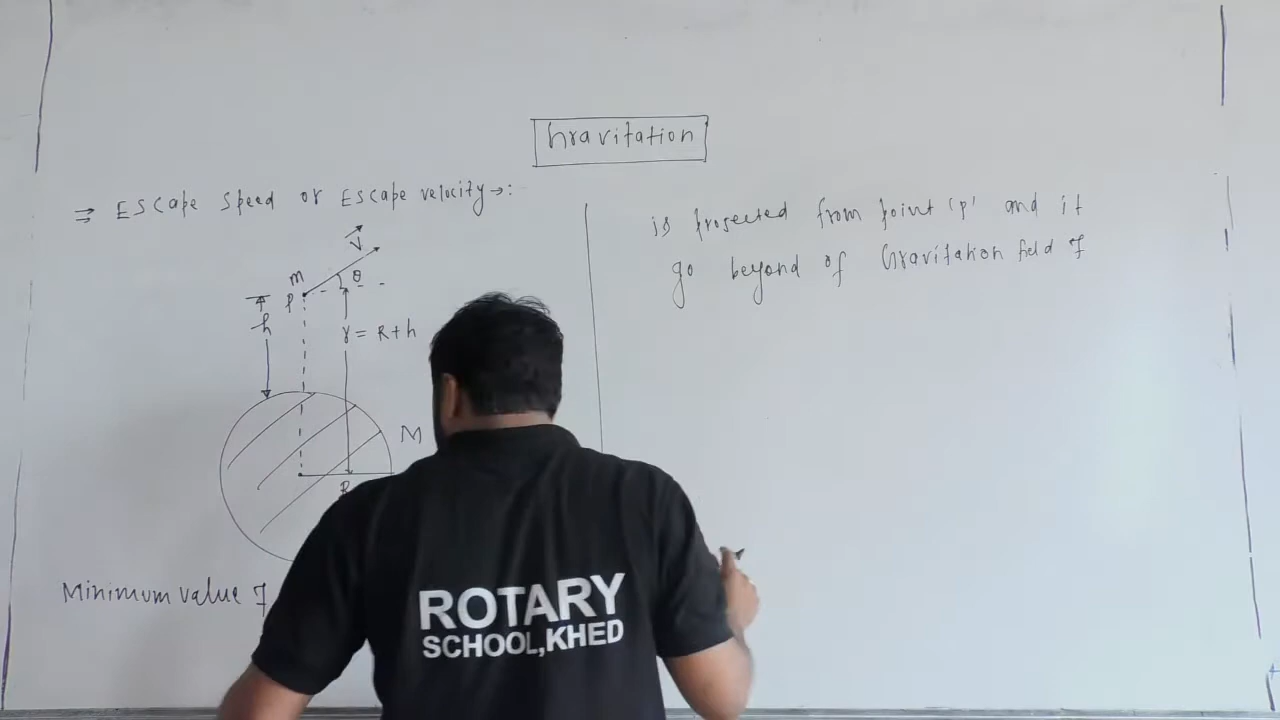 Gravitation
⇒ Escape speed or Escape velocity→:
V
m
θ
P
h
r = R+h
M
R
Minimum value of
is projected from point 'p' and it
go beyond of Gravitation field of
ROTARY
SCHOOL,KHED